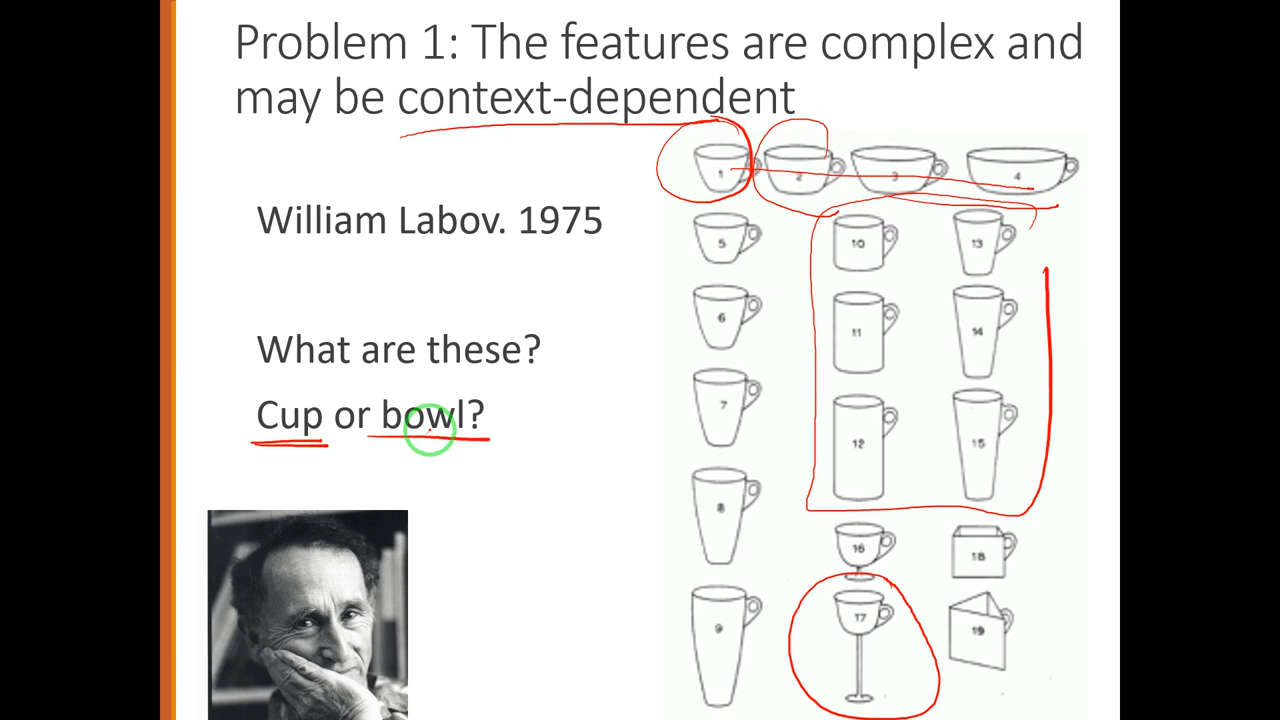 Problem 1: The features are complex and
may be context-dependent
William Labov. 1975
What are these?
Cup or bowl?
1 2 3 4
5 10 13
6 11 14
7 12 15
8 16 18
9 17 19